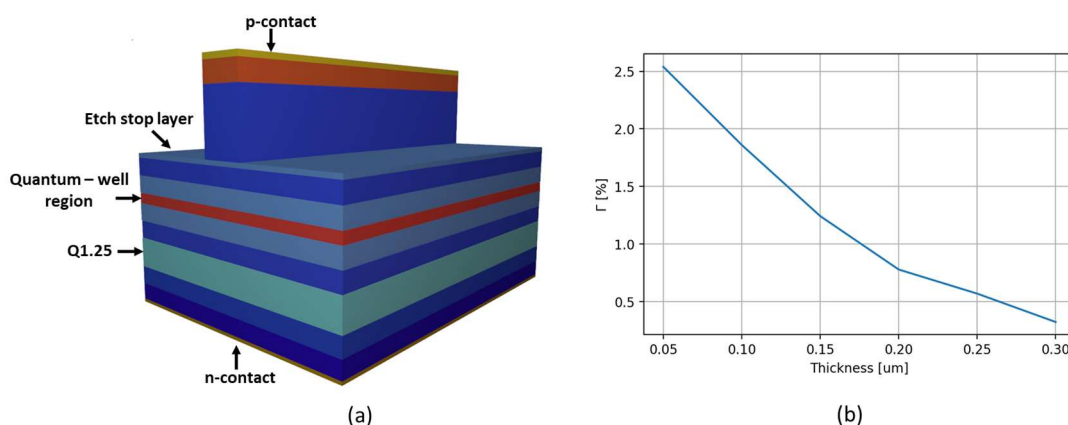 p-contact
Etch stop layer
Quantum – well
region
Q1.25
n-contact
(a)
Γ [%]
2.5
2.0
1.5
1.0
0.5
0.05 0.10 0.15 0.20 0.25 0.30
Thickness [um]
(b)